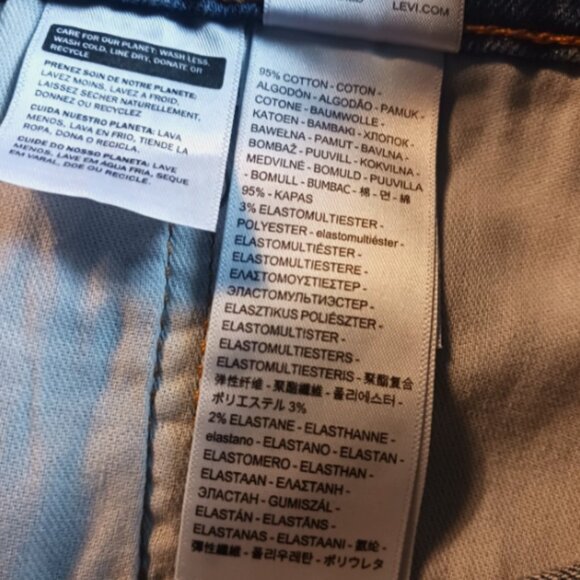 LEVI.COM
CARE FOR OUR PLANET: WASH LESS,
WASH COLD, LINE DRY, DONATE OR
RECYCLE
PRENEZ SOIN DE NOTRE PLANETE:
LAVEZ MOINS, LAVEZ A FROID,
LAISSEZ SECHER NATURELLEMENT,
DONNEZ OU RECYCLEZ
CUIDA NUESTRO PLANETA: LAVA
MENOS, LAVA EN FRIO, TIENDE LA
ROPA, DONA O RECICLA.
CUIDE DO NOSSO PLANETA: LAVE
MENOS, LAVE EM ÁGUA FRIA, SEQUE
EM VARAL, DOE OU RECICLE.
95% COTTON - COTON -
ALGODÓN - ALGODÃO - PAMUK -
COTONE - BAUMWOLLE -
KATOEN - BAMBAKI - ХЛОПОК -
BAWEŁNA - PAMUT - BAVLNA -
BOMBAŽ - PUUVILL - KOKVILNA -
MEDVILNĖ - BOMULD - PUUVILLA
- BOMULL - BUMBAC - 棉 - 면 - 綿
95% - KAPAS
3% ELASTOMULTIESTER -
POLYESTER - elastomultiéster -
ELASTOMULTIÉSTER -
ELASTOMULTIESTERE -
ΕΛΑΣΤΟΜΟΥΣΤΙΕΣΤΕΡ -
ЭЛАСТОМУЛЬТИЭСТЕР -
ELASZTIKUS POLIÉSZTER -
ELASTOMULTISTER -
ELASTOMULTIESTERS -
ELASTOMULTIESTERIS - 聚酯复合
弹性纤维 - 聚酯纖維 - 폴리에스터 -
ポリエステル 3%
2% ELASTANE - ELASTHANNE -
elastano - ELASTANO - ELASTAN -
ELASTOMERO - ELASTHAN -
ELASTAAN - ΕΛΑΣΤΑΝΗ -
ЭЛАСТАН - GUMISZÁL -
ELASTÁN - ELASTĀNS -
ELASTANAS - ELASTAANI - 氨纶 -
彈性纖維 - 폴리우레탄 - ポリウレタ